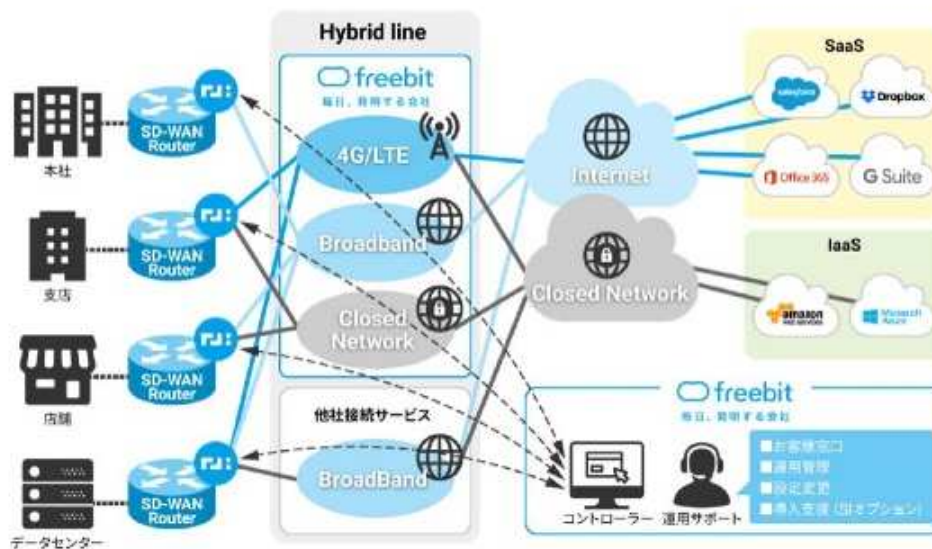 Hybrid line
freebit
毎日、発明する会社
4G/LTE
Broadband
Closed
Network
他社接続サービス
BroadBand
本社
SD-WAN
Router
支店
SD-WAN
Router
店舗
SD-WAN
Router
データセンター
SD-WAN
Router
Internet
Closed Network
SaaS
salesforce
Dropbox
Office 365
G Suite
IaaS
amazon
web services
Microsoft
Azure
freebit
毎日、発明する会社
コントローラー
運用サポート
■お客様窓口
■運用管理
■設定変更
■導入支援（SIオプション）